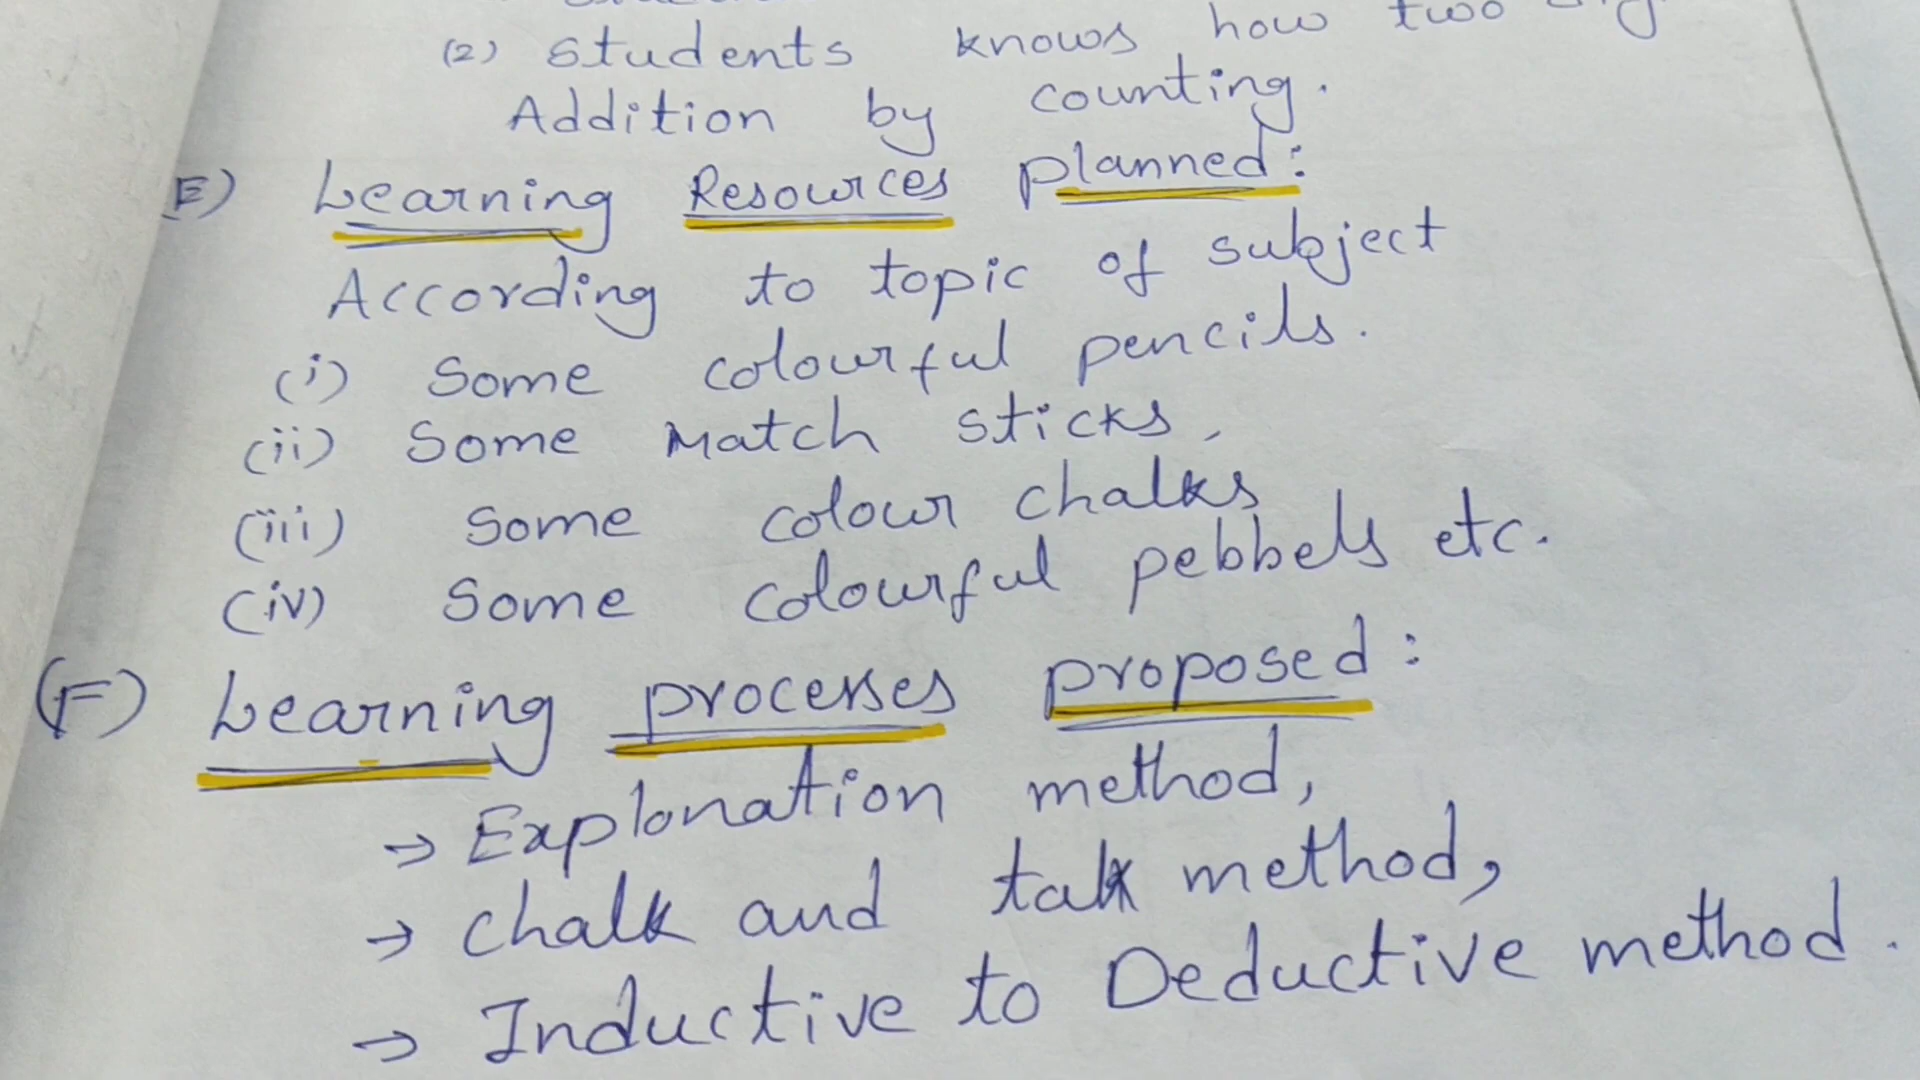 (2) students knows how two
Addition by counting.
E) Learning Resources planned:
According to topic of subject
(i) Some colourful pencils.
(ii) Some Match sticks,
(iii) Some colour chalks
(iv) Some colourful pebbels etc.
(F) Learning processes proposed:
→ Explanation method,
→ chalk and talk method,
→ Inductive to Deductive method.